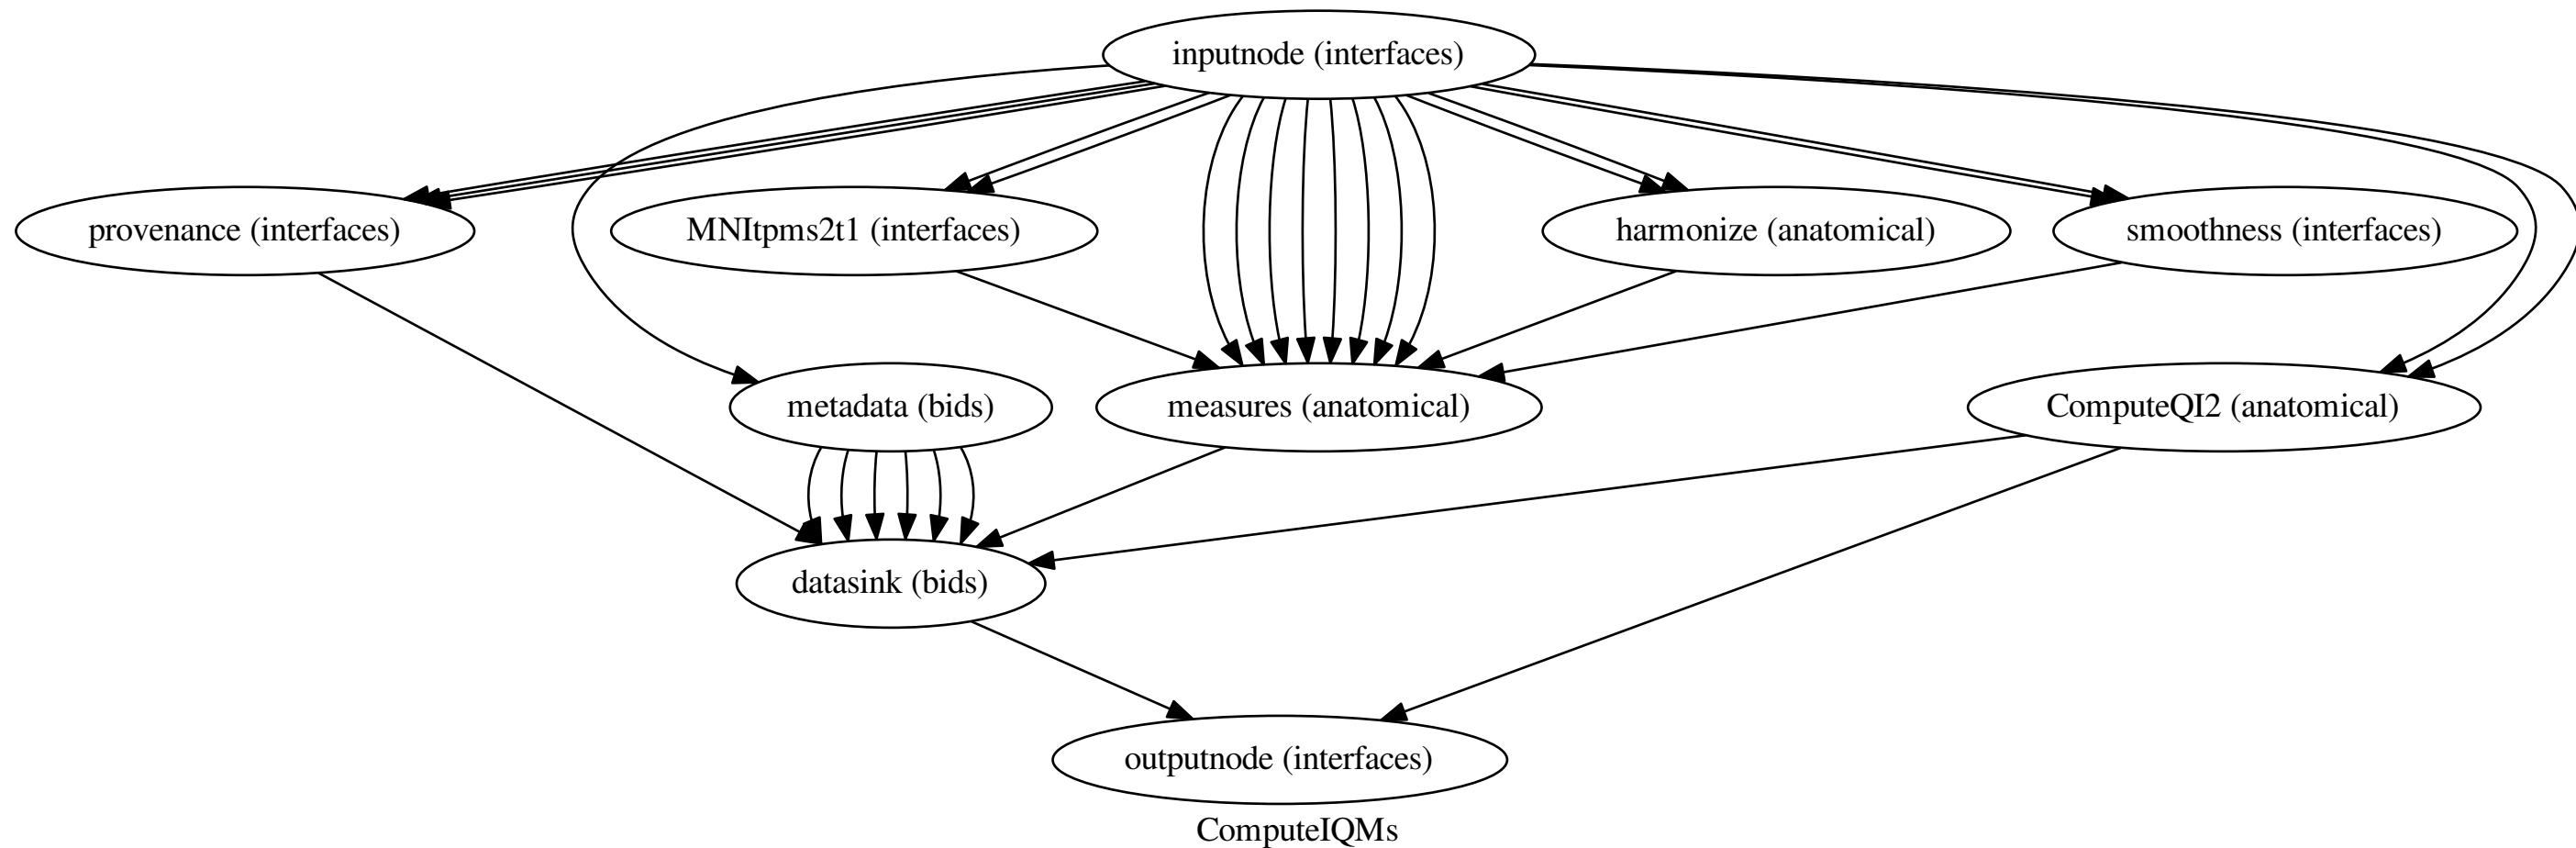 inputnode (interfaces)
provenance (interfaces)
MNItpms2t1 (interfaces)
harmonize (anatomical)
smoothness (interfaces)
metadata (bids)
measures (anatomical)
ComputeQI2 (anatomical)
datasink (bids)
outputnode (interfaces)
ComputeIQMs